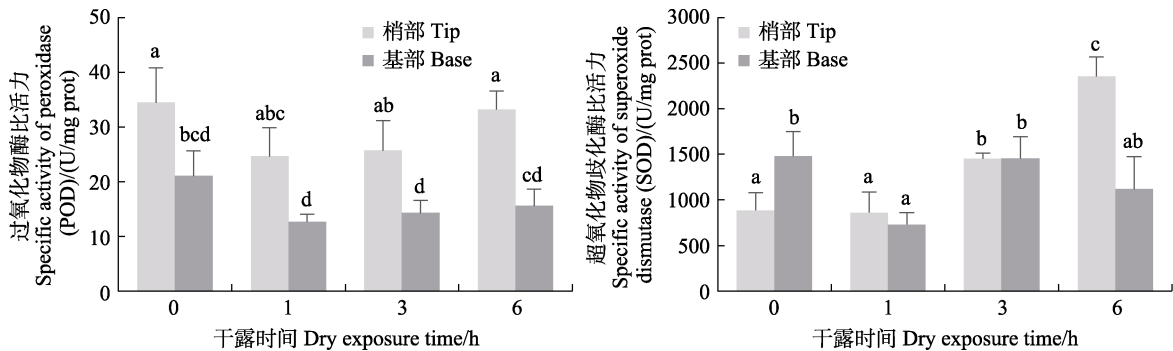 过氧化物酶比活力
Specific activity of peroxidase
(POD)/(U/mg prot)
50
40
30
20
10
0
梢部 Tip
基部 Base
a
bcd
abc
d
ab
d
a
cd
0
1
3
6
干露时间 Dry exposure time/h
超氧化物歧化酶比活力
Specific activity of superoxide
dismutase (SOD)/(U/mg prot)
3000
2500
2000
1500
1000
500
0
梢部 Tip
基部 Base
a
b
a
a
b
b
c
ab
0
1
3
6
干露时间 Dry exposure time/h